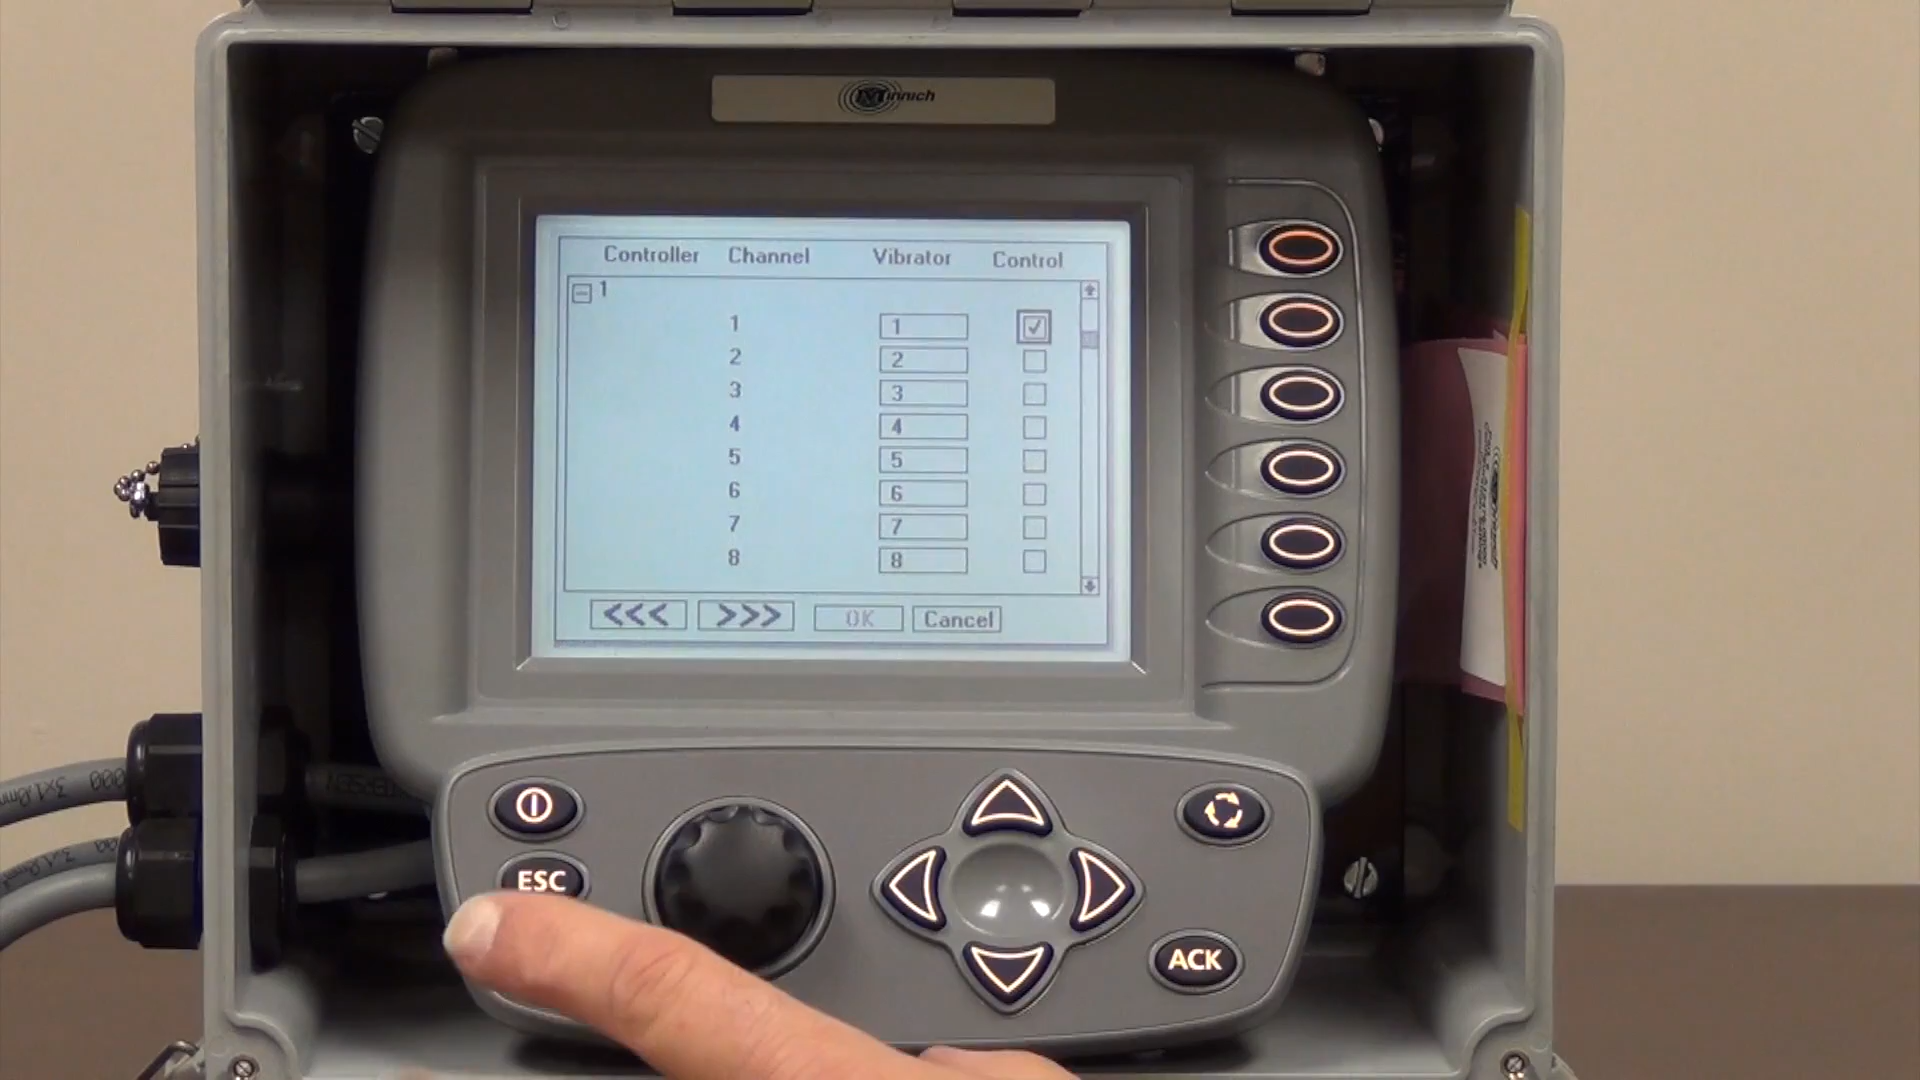 Minnich
Controller Channel Vibrator Control
1
1 1
2 2
3 3
4 4
5 5
6 6
7 7
8 8
<<< >>> OK Cancel
ESC
ACK